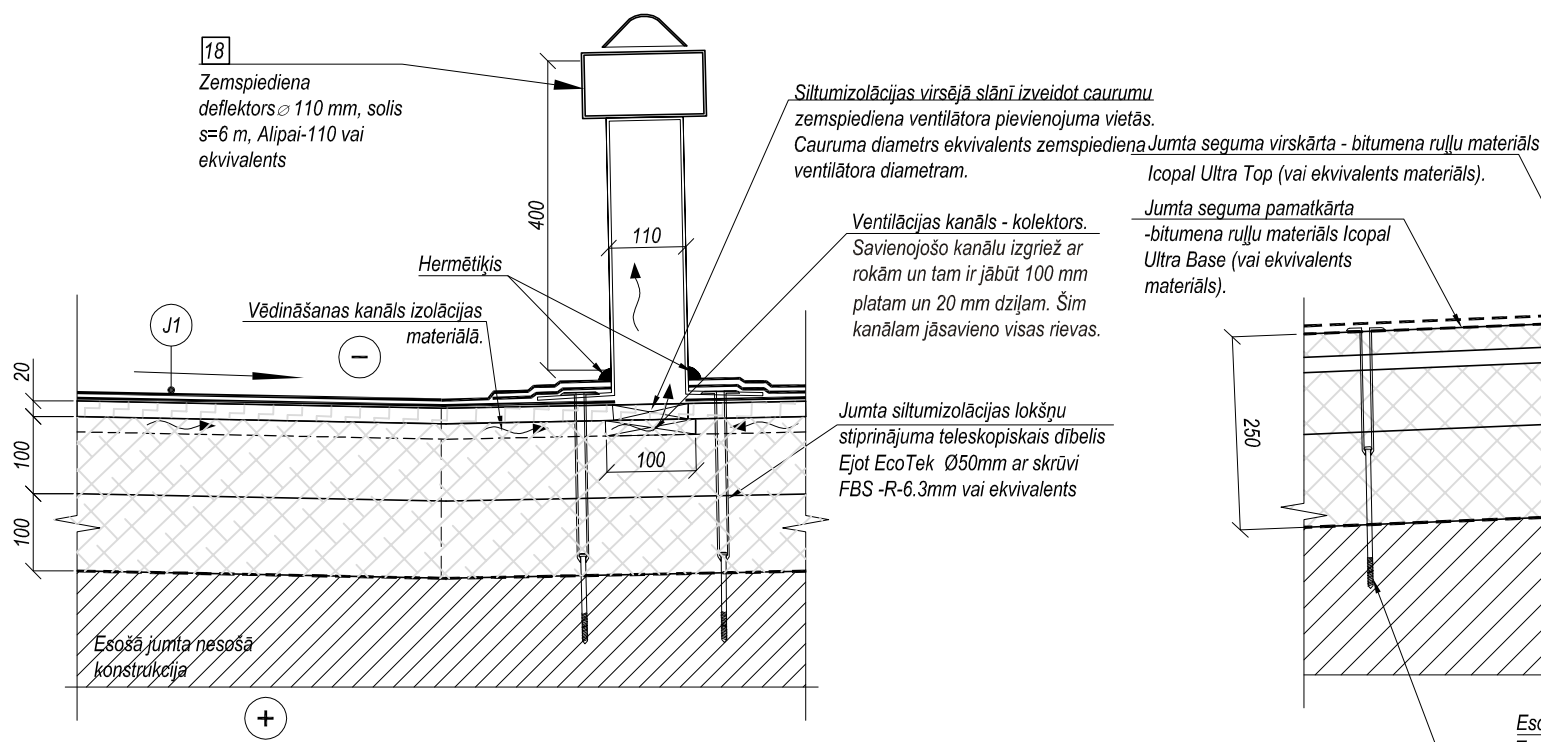 18
Zemspiediena
deflektors⌀ 110 mm, solis
s=6 m, Alipai-110 vai
ekvivalents
400
110
Siltumizolācijas virsējā slānī izveidot caurumu
zemspiediena ventilātora pievienojuma vietās.
Cauruma diametrs ekvivalents zemspiediena
ventilātora diametram.
Ventilācijas kanāls - kolektors.
Savienojošo kanālu izgriež ar
rokām un tam ir jābūt 100 mm
platam un 20 mm dziļam. Šim
kanālam jāsavieno visas rievas.
Hermētiķis
Vēdināšanas kanāls izolācijas
materiālā.
J1
−
20
100
100
100
Jumta siltumizolācijas lokšņu
stiprinājuma teleskopiskais dībelis
Ejot EcoTek Ø50mm ar skrūvi
FBS -R-6.3mm vai ekvivalents
Esošā jumta nesošā
konstrukcija
+
Jumta seguma virskārta - bitumena ruļļu materiāls
Icopal Ultra Top (vai ekvivalents materiāls).
Jumta seguma pamatkārta
-bitumena ruļļu materiāls Icopal
Ultra Base (vai ekvivalents
materiāls).
250